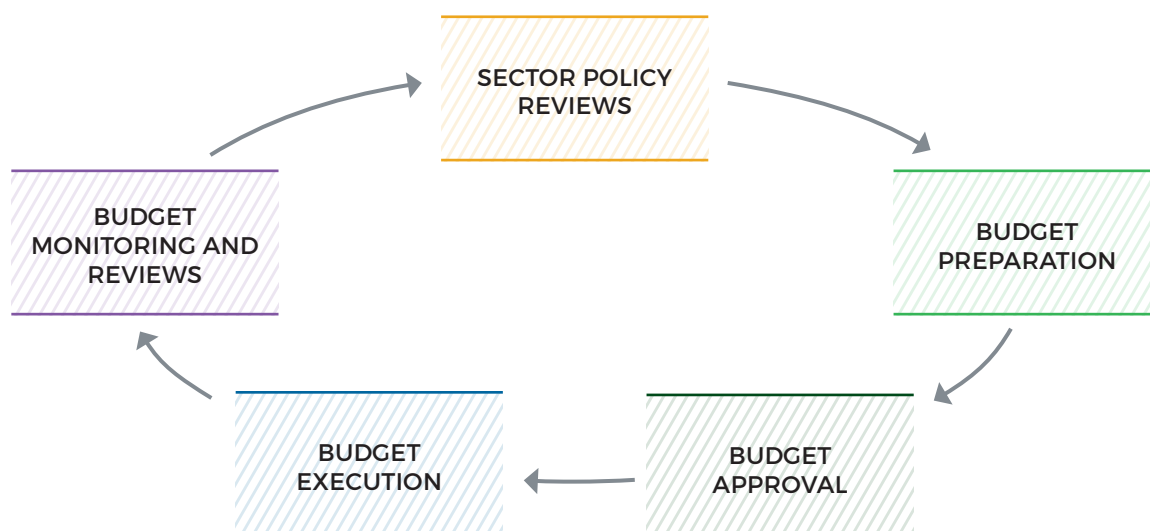 SECTOR POLICY
REVIEWS
BUDGET
PREPARATION
BUDGET
APPROVAL
BUDGET
EXECUTION
BUDGET
MONITORING AND
REVIEWS